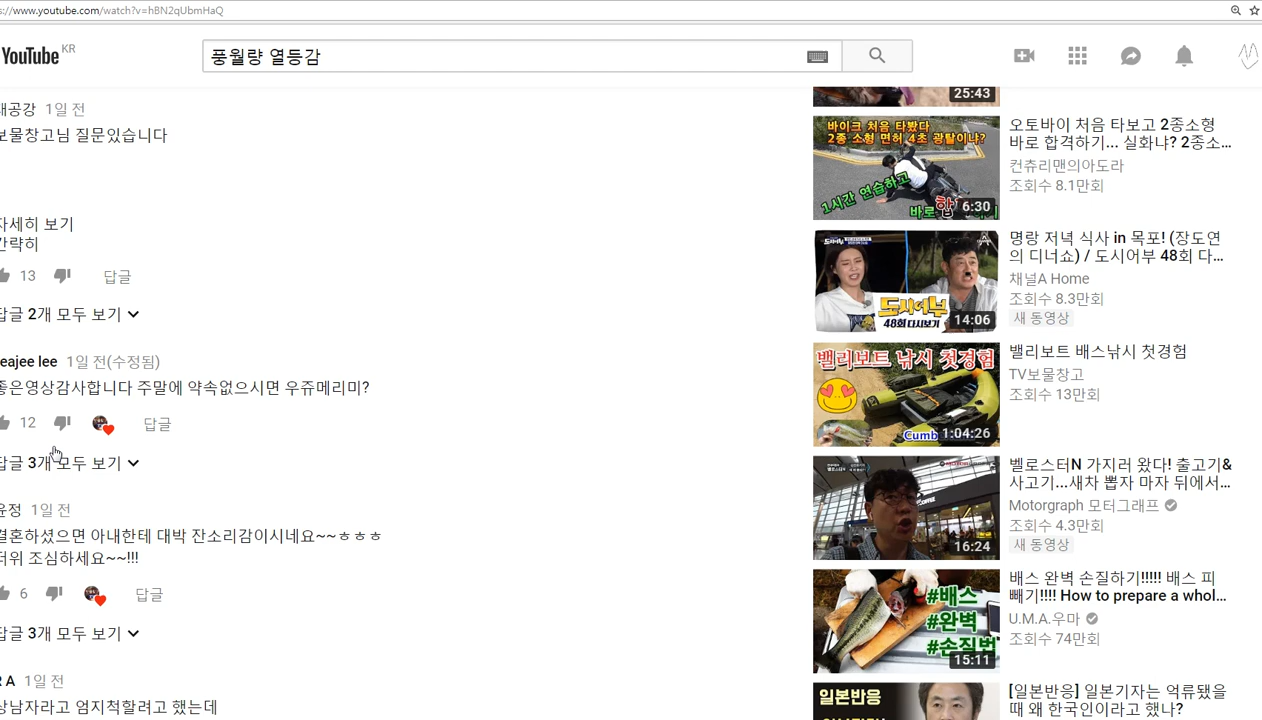 s://www.youtube.com/watch?v=hBN2qUbmHaQ
YouTube KR
풍월량 열등감
새공강 1일 전
보물창고님 질문있습니다
자세히 보기
간략히
13 답글
답글 2개 모두 보기
eajee lee 1일 전(수정됨)
좋은영상감사합니다 주말에 약속없으시면 우쥬메리미?
12 답글
답글 3개 모두 보기
윤정 1일 전
결혼하셨으면 아내한테 대박 잔소리감이시네요~~ㅎㅎㅎ
더위 조심하세요~~!!!
6 답글
답글 3개 모두 보기
R A 1일 전
상남자라고 엄지척할려고 했는데
25:43
바이크 처음 타봤다
2종 소형 면허 4초 광탈이냐?
1시간 연습하고
바로
6:30
오토바이 처음 타보고 2종소형
바로 합격하기... 실화냐? 2종소...
컨츄리맨의아도라
조회수 8.1만회
도시어부
48회 다시보기
14:06
명랑 저녁 식사 in 목포! (장도연
의 디너쇼) / 도시어부 48회 다...
채널A Home
조회수 8.3만회
새 동영상
밸리보트 낚시 첫경험
Cumb
1:04:26
밸리보트 배스낚시 첫경험
TV보물창고
조회수 13만회
16:24
벨로스터N 가지러 왔다! 출고기&
사고기...새차 뽑자 마자 뒤에서...
Motorgraph 모터그래프
조회수 4.3만회
새 동영상
#배스
#완벽
#손질법
15:11
배스 완벽 손질하기!!!!! 배스 피
빼기!!!! How to prepare a whol...
U.M.A.우마
조회수 74만회
일본반응
[일본반응] 일본기자는 억류됐을
때 왜 한국인이라고 했나?